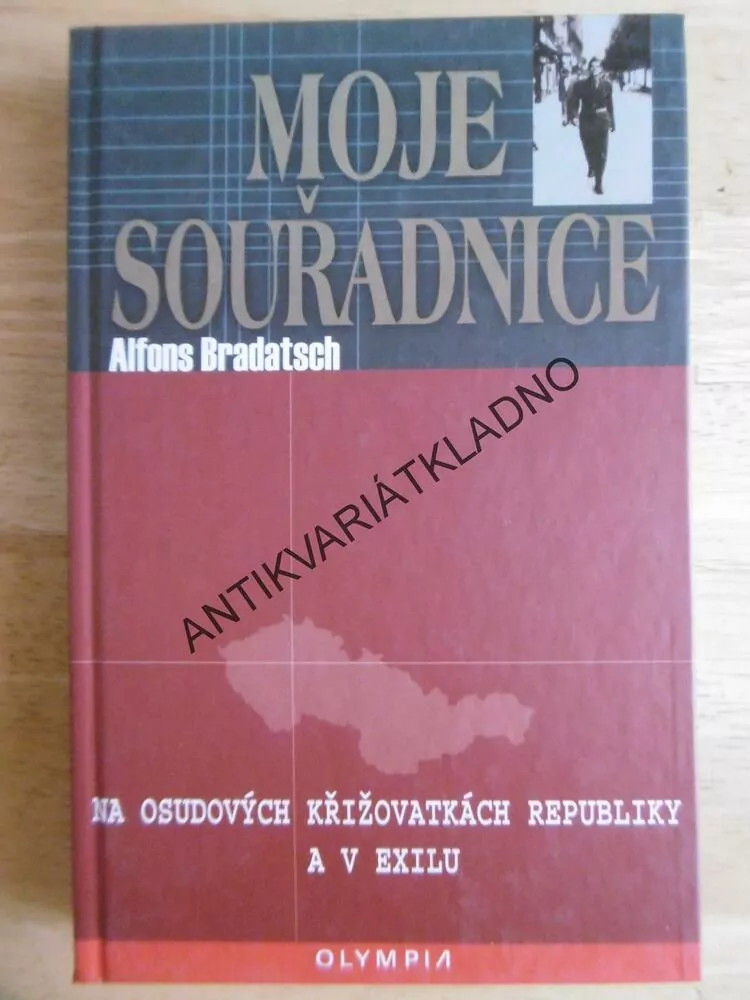 MOJE
SOUŘADNICE
Alfons Bradatsch
ANTIKVARIÁTKLADNO
NA OSUDOVÝCH KŘIŽOVATKÁCH REPUBLIKY
A V EXILU
OLYMPIA